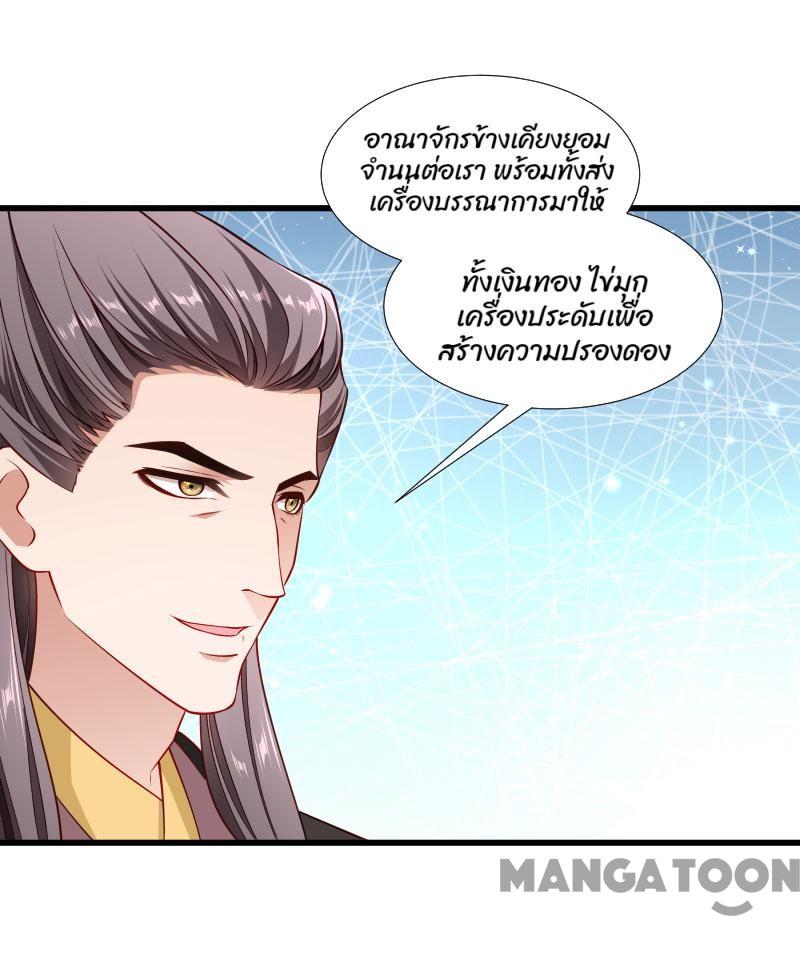 อาณาจักรข้างเคียงยอม
จำนนต่อเรา พร้อมทั้งส่ง
เครื่องบรรณาการมาให้
ทั้งเงินทอง ไข่มุก
เครื่องประดับเพื่อ
สร้างความปรองดอง
MANGATOON